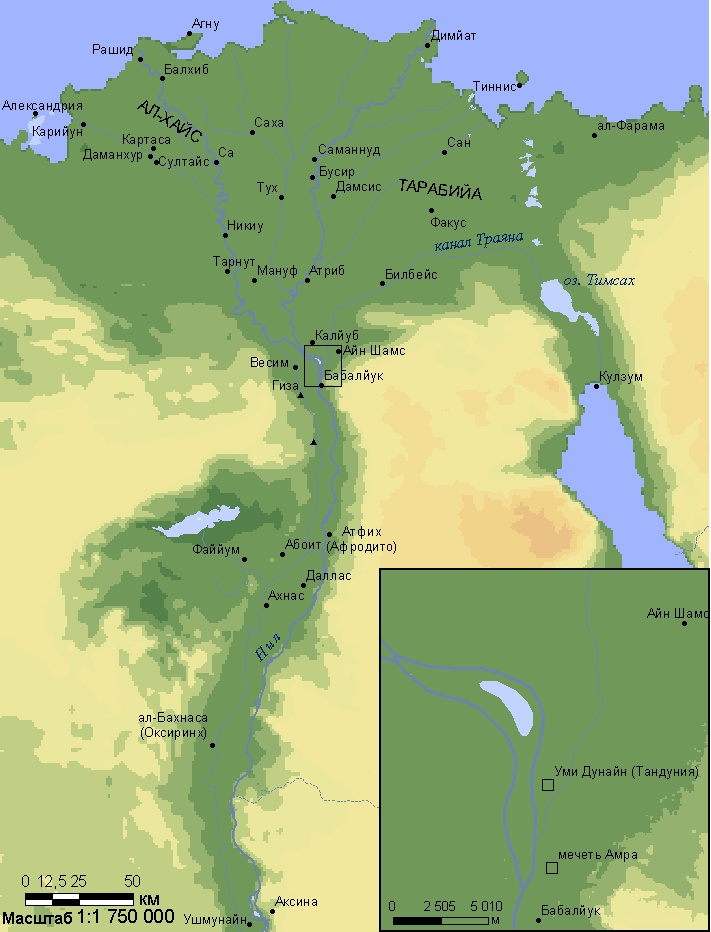 Агну
Димйат
Рашид
Балхиб
Тиннис
Александрия
АЛ-ХАЙС
Карийун
Саха
ал-Фарама
Картаса
Даманхур
Султайс
Са
Саманнуд
Сан
Бусир
Тух
Дамсис
ТАРАБИЙА
Факус
Никиу
канал Траяна
Тарнут
Мануф
Атриб
Билбейс
оз. Тимсах
Калйуб
Айн Шамс
Весим
Бабалйук
Гиза
Кулзум
Атфих
(Афродито)
Абоит
Файйум
Даллас
Ахнас
Нил
ал-Бахнаса
(Оксиринх)
Аксина
Ушмунайн
0 12,5 25 50
КМ
Масштаб 1:1 750 000
Айн Шамс
Уми Дунайн (Тандуния)
мечеть Амра
Бабалйук
0 2 505 5 010
М